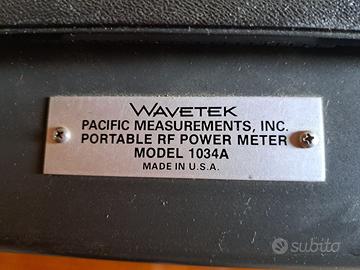 WAVETEK
PACIFIC MEASUREMENTS, INC.
PORTABLE RF POWER METER
MODEL 1034A
MADE IN U.S.A.
subito